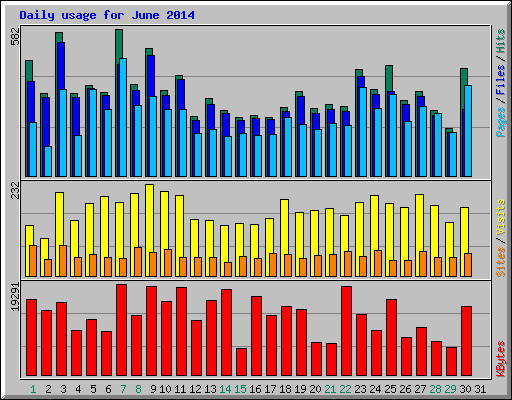 Daily usage for June 2014
582
Pages / Files / Hits
232
Sites / Visits
19291
KBytes
1 2 3 4 5 6 7 8 9 10 11 12 13 14 15 16 17 18 19 20 21 22 23 24 25 26 27 28 29 30 31